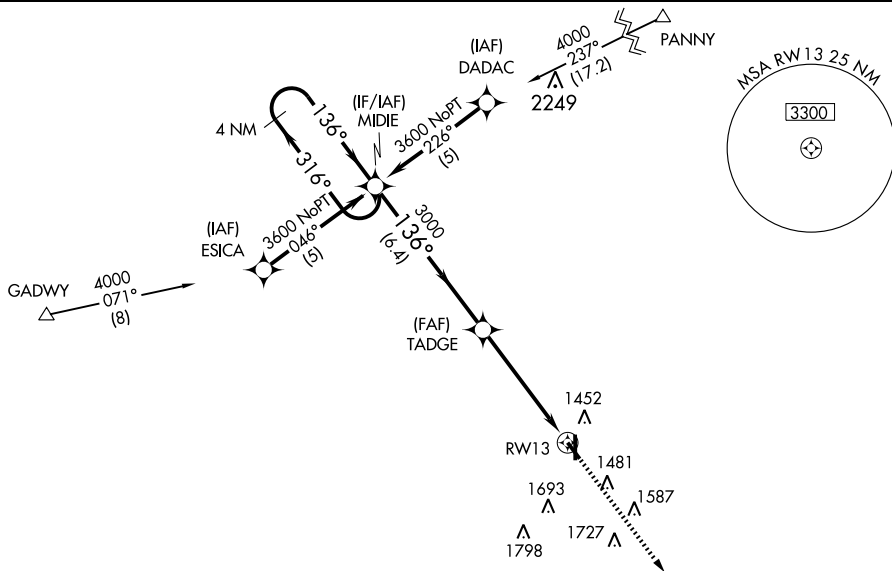 4000
237°
(17.2)
PANNY
(IAF)
DADAC
2249
MSA RW13 25 NM
3300
(IF/IAF)
MIDIE
4 NM
136°
316°
3600 NoPT
226°
(5)
(IAF)
ESICA
3600 NoPT
046°
(5)
3000
136°
(6.4)
GADWY
4000
071°
(8)
(FAF)
TADGE
1452
RW13
1481
1693
1587
1727
1798